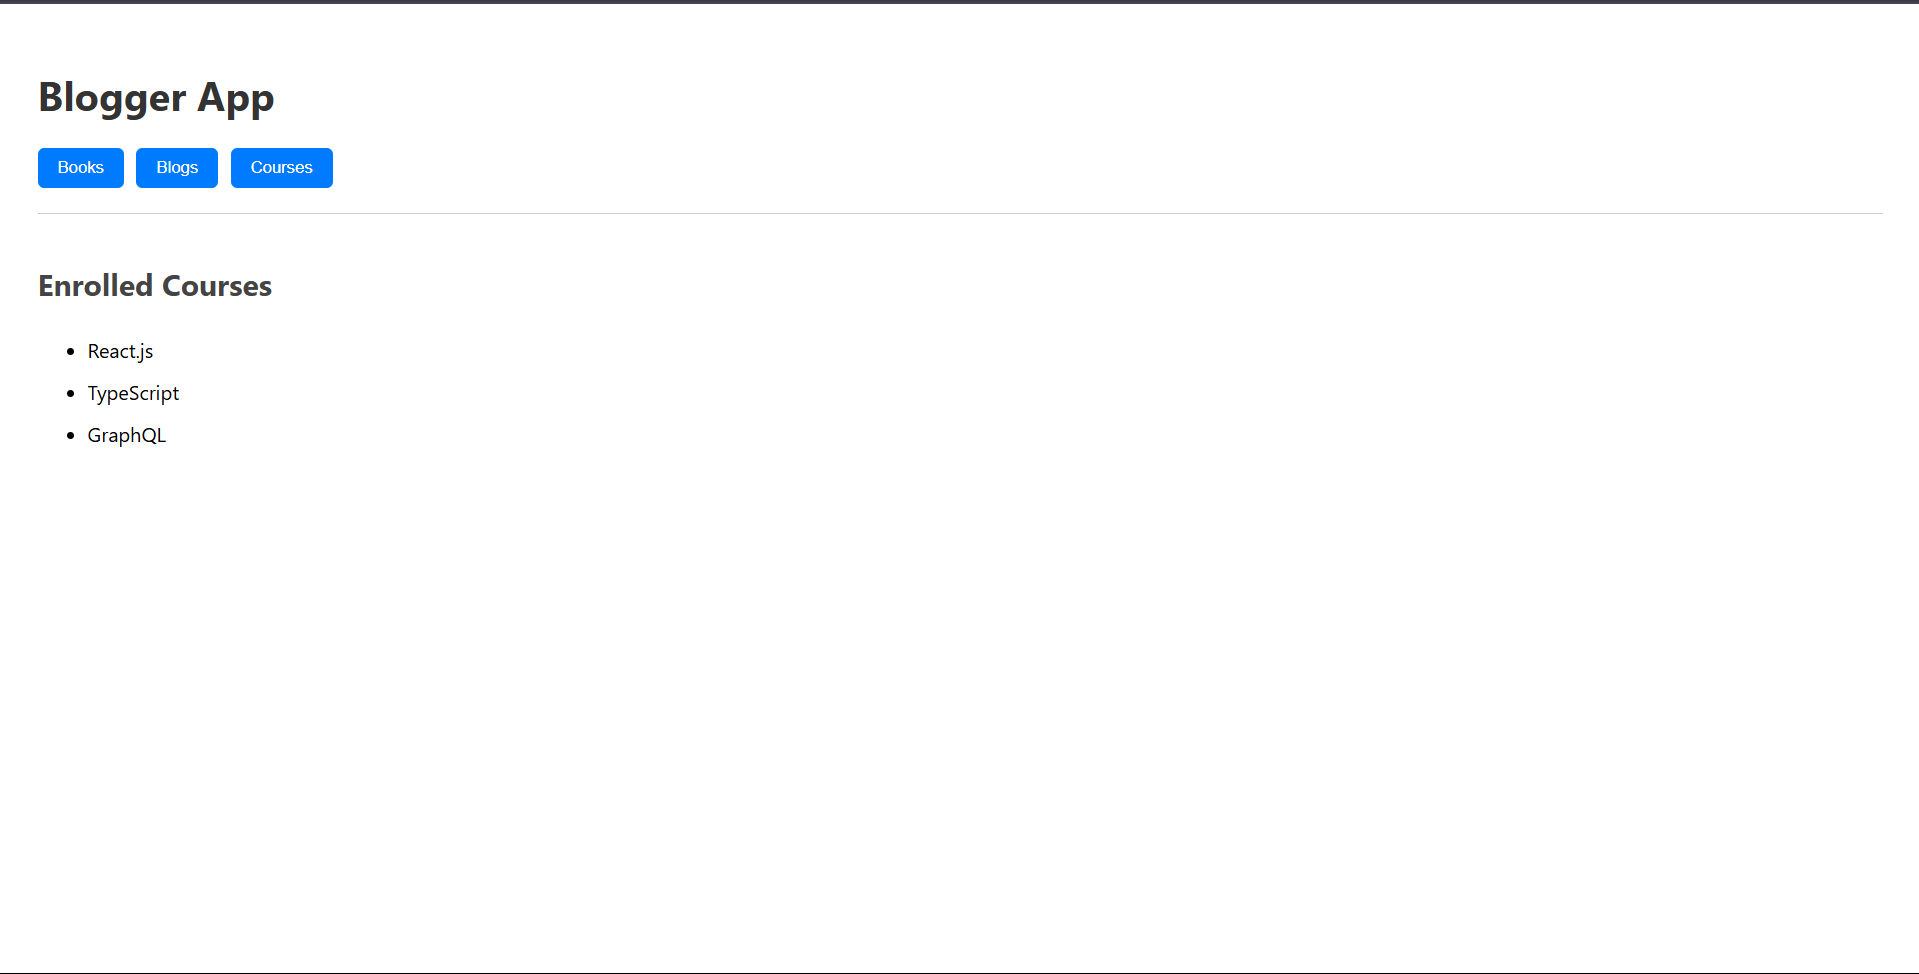 Blogger App
Books Blogs Courses
Enrolled Courses
React.js
TypeScript
GraphQL